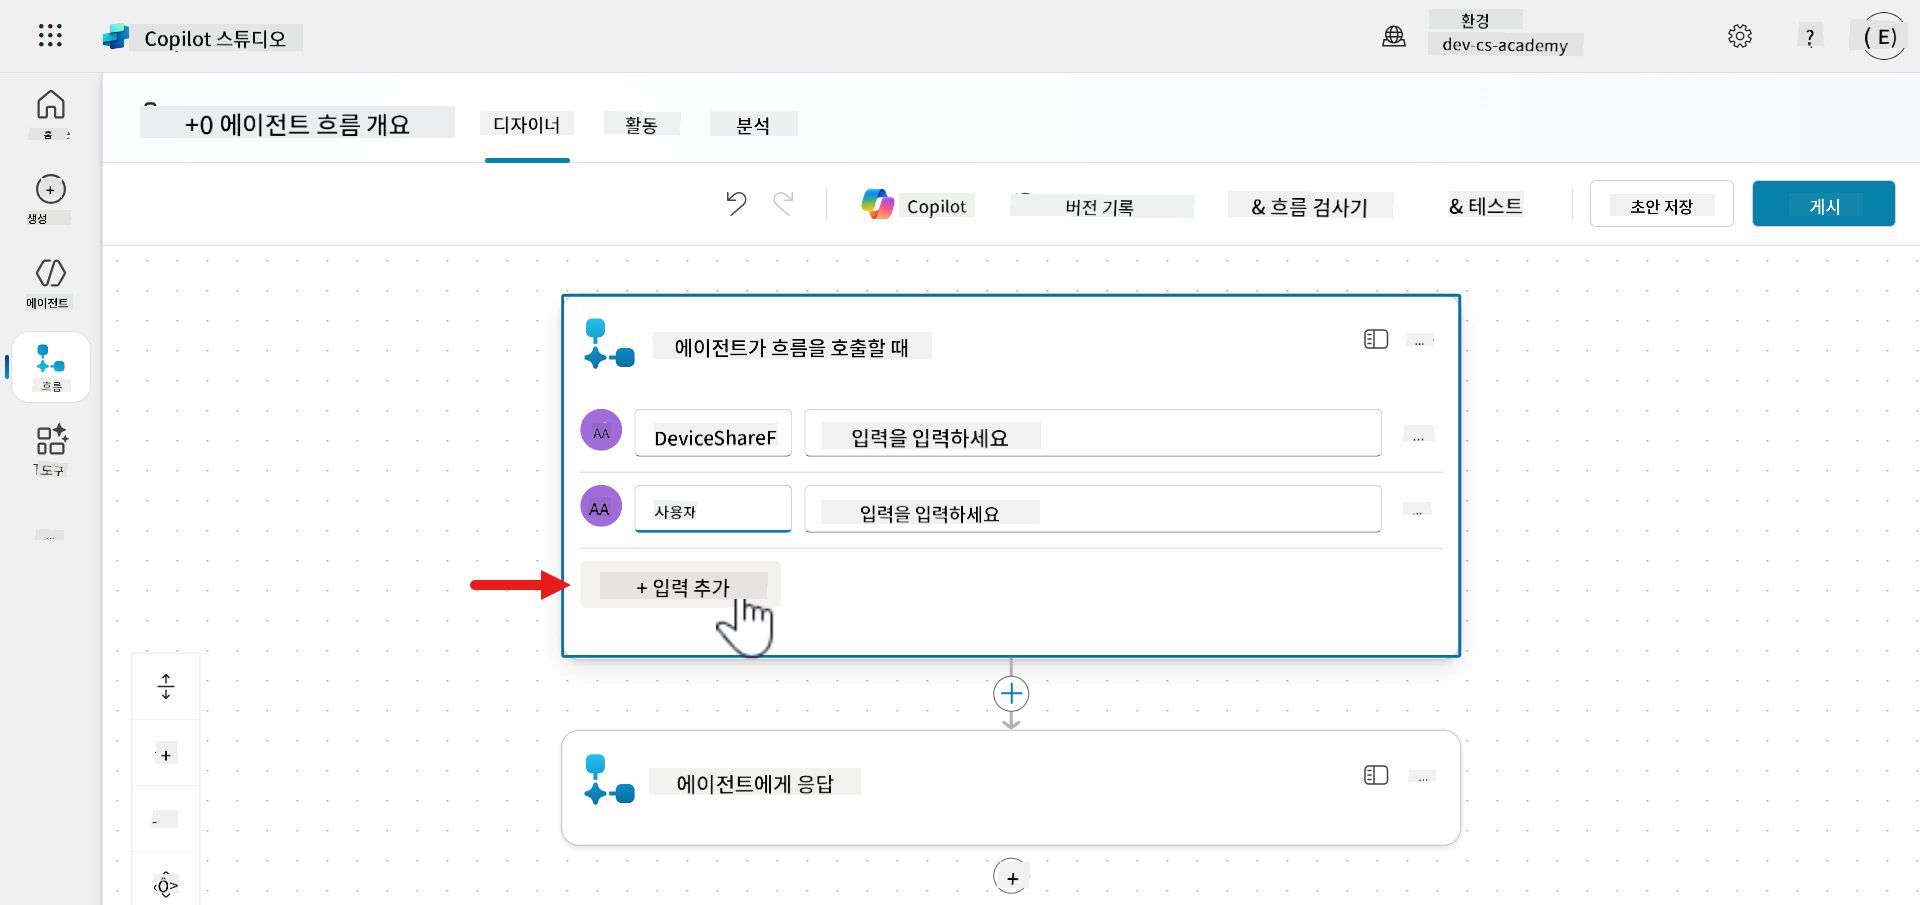 Copilot 스튜디오
환경
dev-cs-academy
?
( E)
홈
생성
에이전트
흐름
도구
...
+0 에이전트 흐름 개요
디자이너
활동
분석
Copilot
버전 기록
& 흐름 검사기
& 테스트
초안 저장
게시
에이전트가 흐름을 호출할 때
...
AA
DeviceShareF
입력을 입력하세요
...
AA
사용자
입력을 입력하세요
...
+ 입력 추가
에이전트에게 응답
...